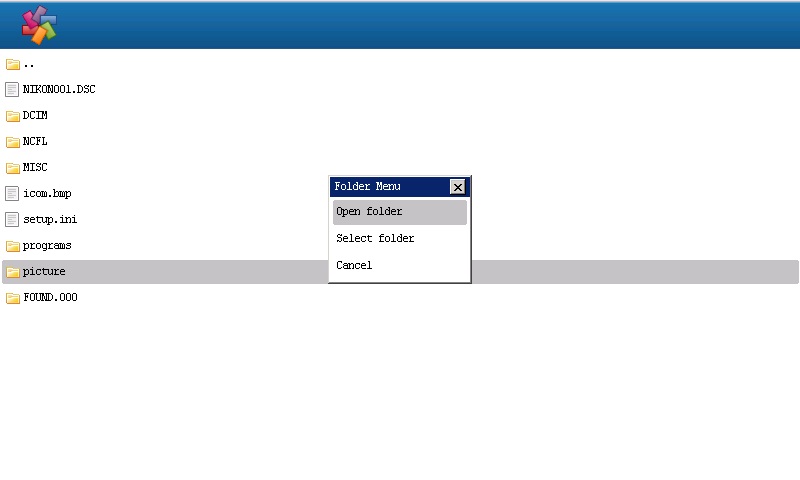 ..
NIKON001.DSC
DCIM
NCFL
MISC
icom.bmp
setup.ini
programs
picture
FOUND.000
Folder Menu
Open folder
Select folder
Cancel